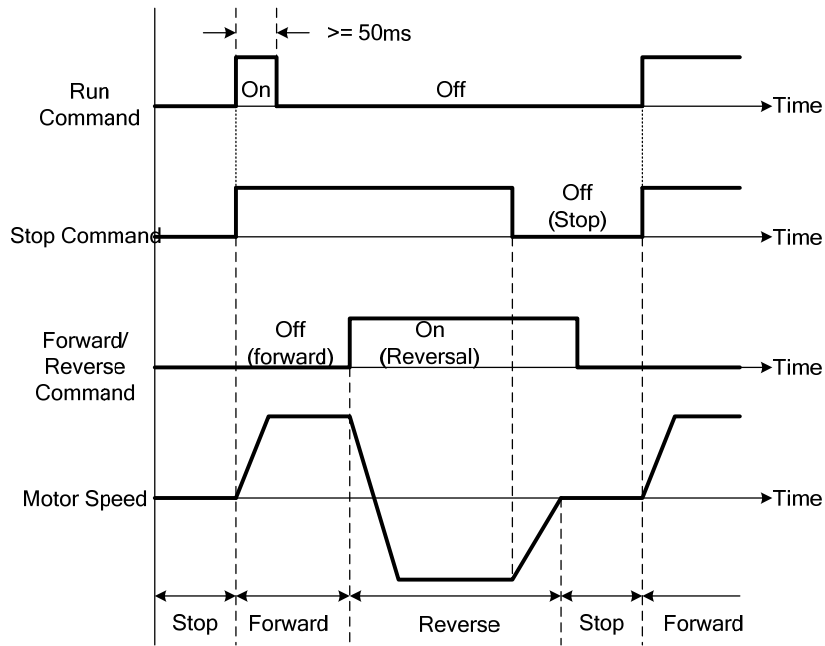 >= 50ms
Run
Command
On
Off
Time
Stop Command
Off
(Stop)
Time
Forward/
Reverse
Command
Off
(forward)
On
(Reversal)
Time
Motor Speed
Time
Stop
Forward
Reverse
Stop
Forward